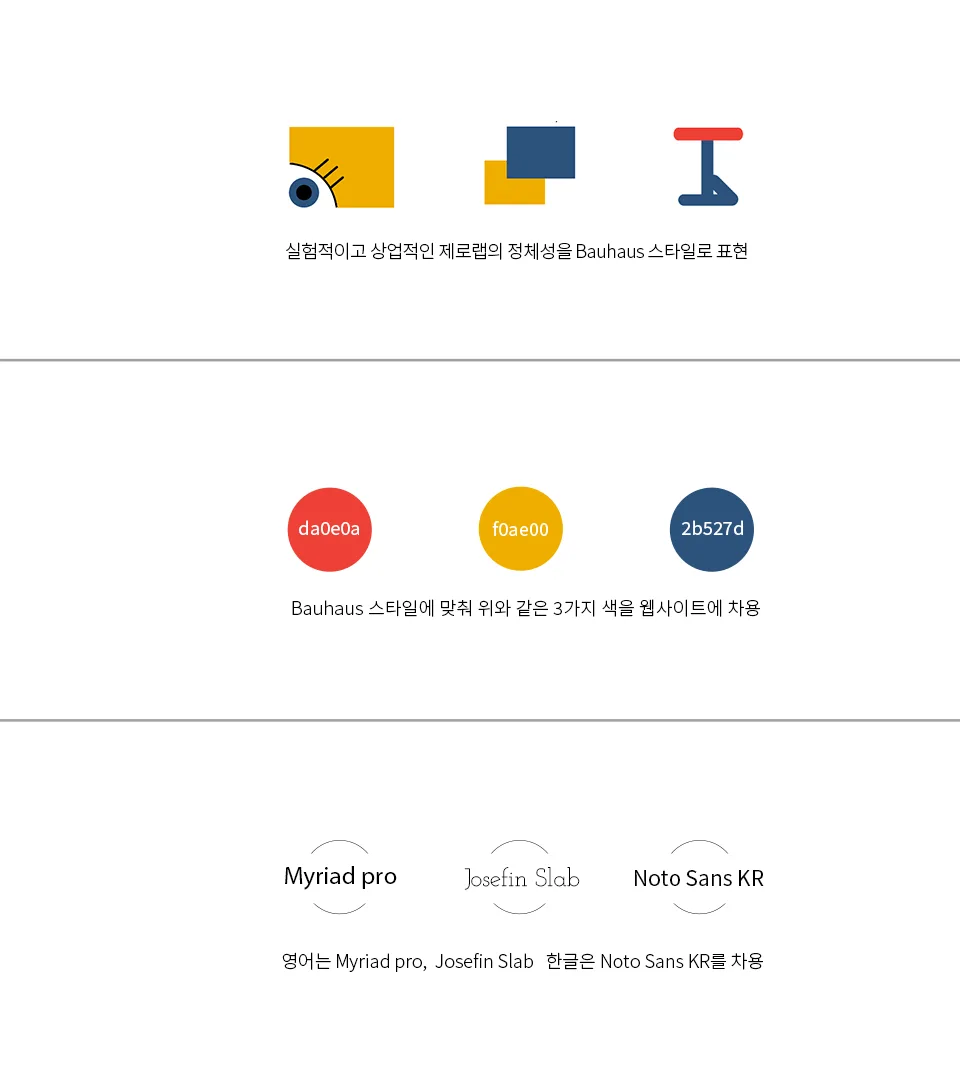 실험적이고 상업적인 제로랩의 정체성을 Bauhaus 스타일로 표현
da0e0a f0ae00 2b527d
Bauhaus 스타일에 맞춰 위와 같은 3가지 색을 웹사이트에 차용
Myriad pro Josefin Slab Noto Sans KR
영어는 Myriad pro, Josefin Slab 한글은 Noto Sans KR를 차용